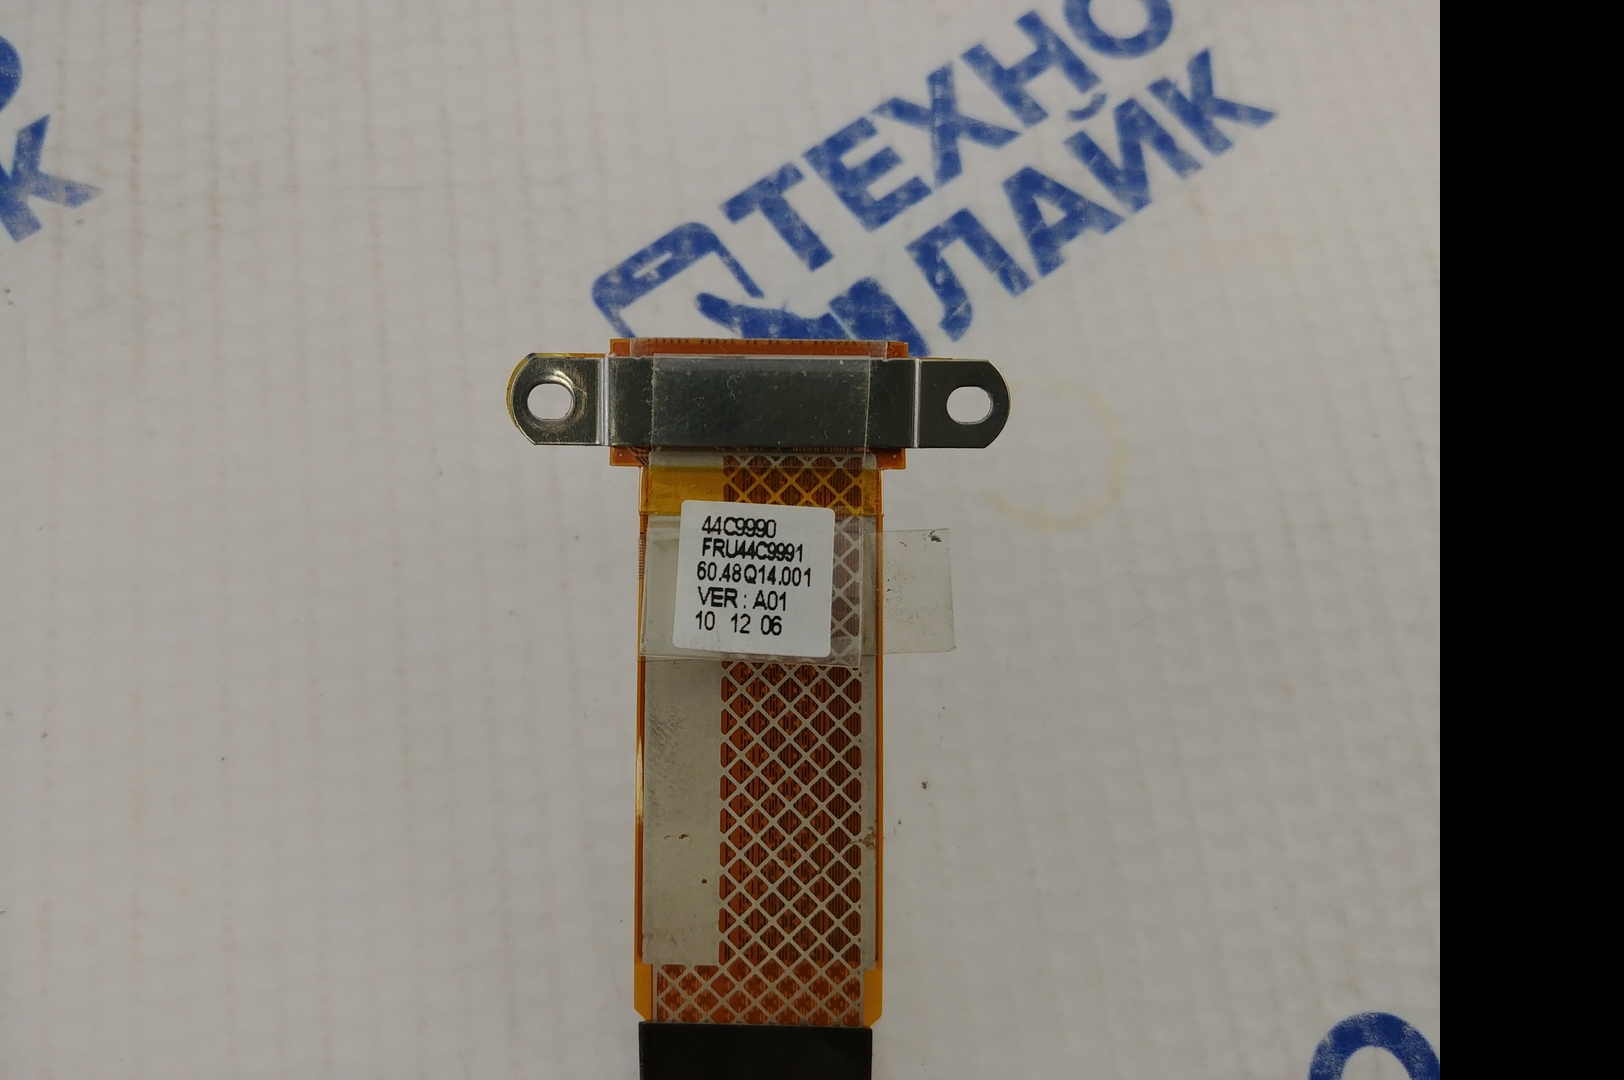 ТЕХНО
ЛАЙК
44C9990
FRU44C9991
60.48Q14.001
VER : A01
10 12 06